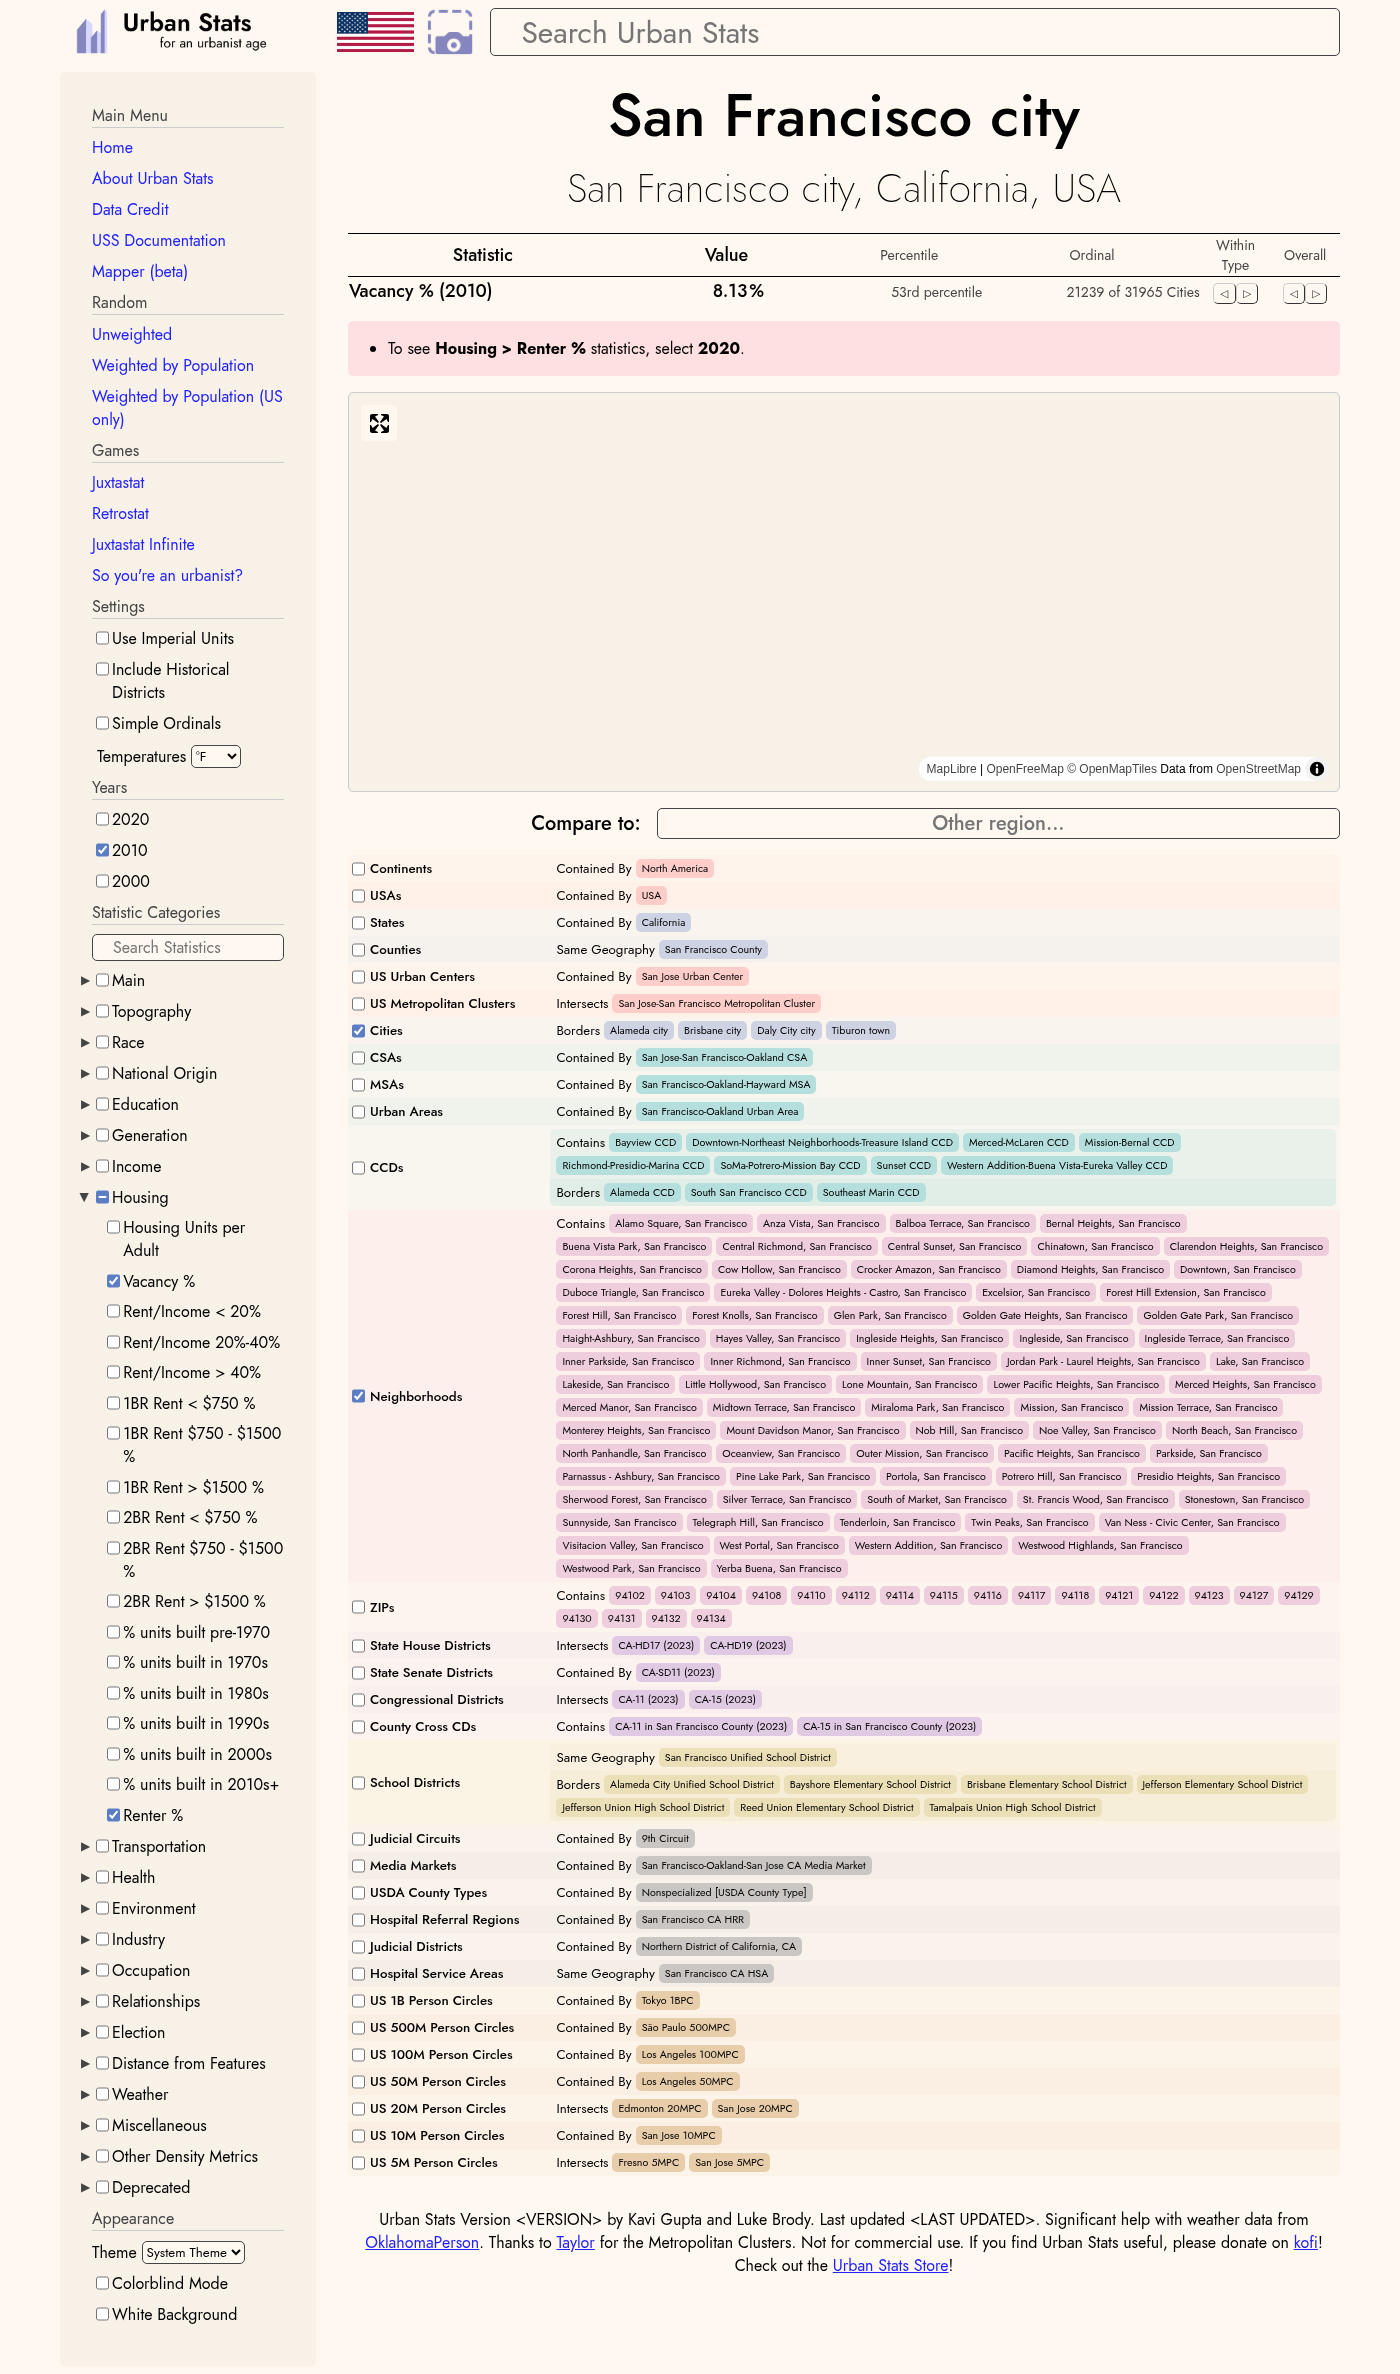 Urban Stats
for an urbanist age
Search Urban Stats
Main Menu
Home
About Urban Stats
Data Credit
USS Documentation
Mapper (beta)
Random
Unweighted
Weighted by Population
Weighted by Population (US
only)
Games
Juxtastat
Retrostat
Juxtastat Infinite
So you're an urbanist?
Settings
Use Imperial Units
Include Historical
Districts
Simple Ordinals
Temperatures °F
Years
2020
2010
2000
Statistic Categories
Search Statistics
Main
Topography
Race
National Origin
Education
Generation
Income
Housing
Housing Units per
Adult
Vacancy %
Rent/Income < 20%
Rent/Income 20%-40%
Rent/Income > 40%
1BR Rent < $750 %
1BR Rent $750 - $1500
%
1BR Rent > $1500 %
2BR Rent < $750 %
2BR Rent $750 - $1500
%
2BR Rent > $1500 %
% units built pre-1970
% units built in 1970s
% units built in 1980s
% units built in 1990s
% units built in 2000s
% units built in 2010s+
Renter %
Transportation
Health
Environment
Industry
Occupation
Relationships
Election
Distance from Features
Weather
Miscellaneous
Other Density Metrics
Deprecated
Appearance
Theme System Theme
Colorblind Mode
White Background
San Francisco city
San Francisco city, California, USA
Statistic Value Percentile Ordinal Within Type Overall
Vacancy % (2010) 8.13% 53rd percentile 21239 of 31965 Cities
To see Housing > Renter % statistics, select 2020.
MapLibre | OpenFreeMap © OpenMapTiles Data from OpenStreetMap
Compare to: Other region...
Continents Contained By North America
USAs Contained By USA
States Contained By California
Counties Same Geography San Francisco County
US Urban Centers Contained By San Jose Urban Center
US Metropolitan Clusters Intersects San Jose-San Francisco Metropolitan Cluster
Cities Borders Alameda city Brisbane city Daly City city Tiburon town
CSAs Contained By San Jose-San Francisco-Oakland CSA
MSAs Contained By San Francisco-Oakland-Hayward MSA
Urban Areas Contained By San Francisco-Oakland Urban Area
CCDs
Contains Bayview CCD Downtown-Northeast Neighborhoods-Treasure Island CCD Merced-McLaren CCD Mission-Bernal CCD
Richmond-Presidio-Marina CCD SoMa-Potrero-Mission Bay CCD Sunset CCD Western Addition-Buena Vista-Eureka Valley CCD
Borders Alameda CCD South San Francisco CCD Southeast Marin CCD
Neighborhoods
Contains Alamo Square, San Francisco Anza Vista, San Francisco Balboa Terrace, San Francisco Bernal Heights, San Francisco
Buena Vista Park, San Francisco Central Richmond, San Francisco Central Sunset, San Francisco Chinatown, San Francisco Clarendon Heights, San Francisco
Corona Heights, San Francisco Cow Hollow, San Francisco Crocker Amazon, San Francisco Diamond Heights, San Francisco Downtown, San Francisco
Duboce Triangle, San Francisco Eureka Valley - Dolores Heights - Castro, San Francisco Excelsior, San Francisco Forest Hill Extension, San Francisco
Forest Hill, San Francisco Forest Knolls, San Francisco Glen Park, San Francisco Golden Gate Heights, San Francisco Golden Gate Park, San Francisco
Haight-Ashbury, San Francisco Hayes Valley, San Francisco Ingleside Heights, San Francisco Ingleside, San Francisco Ingleside Terrace, San Francisco
Inner Parkside, San Francisco Inner Richmond, San Francisco Inner Sunset, San Francisco Jordan Park - Laurel Heights, San Francisco Lake, San Francisco
Lakeside, San Francisco Little Hollywood, San Francisco Lone Mountain, San Francisco Lower Pacific Heights, San Francisco Merced Heights, San Francisco
Merced Manor, San Francisco Midtown Terrace, San Francisco Miraloma Park, San Francisco Mission, San Francisco Mission Terrace, San Francisco
Monterey Heights, San Francisco Mount Davidson Manor, San Francisco Nob Hill, San Francisco Noe Valley, San Francisco North Beach, San Francisco
North Panhandle, San Francisco Oceanview, San Francisco Outer Mission, San Francisco Pacific Heights, San Francisco Parkside, San Francisco
Parnassus - Ashbury, San Francisco Pine Lake Park, San Francisco Portola, San Francisco Potrero Hill, San Francisco Presidio Heights, San Francisco
Sherwood Forest, San Francisco Silver Terrace, San Francisco South of Market, San Francisco St. Francis Wood, San Francisco Stonestown, San Francisco
Sunnyside, San Francisco Telegraph Hill, San Francisco Tenderloin, San Francisco Twin Peaks, San Francisco Van Ness - Civic Center, San Francisco
Visitacion Valley, San Francisco West Portal, San Francisco Western Addition, San Francisco Westwood Highlands, San Francisco
Westwood Park, San Francisco Yerba Buena, San Francisco
ZIPs
Contains 94102 94103 94104 94108 94110 94112 94114 94115 94116 94117 94118 94121 94122 94123 94127 94129
94130 94131 94132 94134
State House Districts Intersects CA-HD17 (2023) CA-HD19 (2023)
State Senate Districts Contained By CA-SD11 (2023)
Congressional Districts Intersects CA-11 (2023) CA-15 (2023)
County Cross CDs Contains CA-11 in San Francisco County (2023) CA-15 in San Francisco County (2023)
School Districts
Same Geography San Francisco Unified School District
Borders Alameda City Unified School District Bayshore Elementary School District Brisbane Elementary School District Jefferson Elementary School District
Jefferson Union High School District Reed Union Elementary School District Tamalpais Union High School District
Judicial Circuits Contained By 9th Circuit
Media Markets Contained By San Francisco-Oakland-San Jose CA Media Market
USDA County Types Contained By Nonspecialized [USDA County Type]
Hospital Referral Regions Contained By San Francisco CA HRR
Judicial Districts Contained By Northern District of California, CA
Hospital Service Areas Same Geography San Francisco CA HSA
US 1B Person Circles Contained By Tokyo 1BPC
US 500M Person Circles Contained By São Paulo 500MPC
US 100M Person Circles Contained By Los Angeles 100MPC
US 50M Person Circles Contained By Los Angeles 50MPC
US 20M Person Circles Intersects Edmonton 20MPC San Jose 20MPC
US 10M Person Circles Contained By San Jose 10MPC
US 5M Person Circles Intersects Fresno 5MPC San Jose 5MPC
Urban Stats Version <VERSION> by Kavi Gupta and Luke Brody. Last updated <LAST UPDATED>. Significant help with weather data from
OklahomaPerson. Thanks to Taylor for the Metropolitan Clusters. Not for commercial use. If you find Urban Stats useful, please donate on kofi!
Check out the Urban Stats Store!